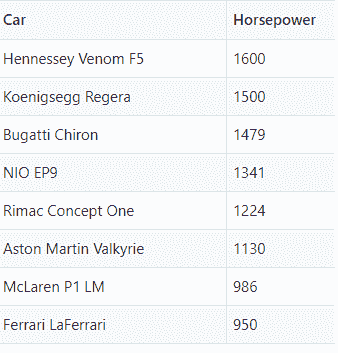 Car Horsepower
Hennessey Venom F5 1600
Koenigsegg Regera 1500
Bugatti Chiron 1479
NIO EP9 1341
Rimac Concept One 1224
Aston Martin Valkyrie 1130
McLaren P1 LM 986
Ferrari LaFerrari 950